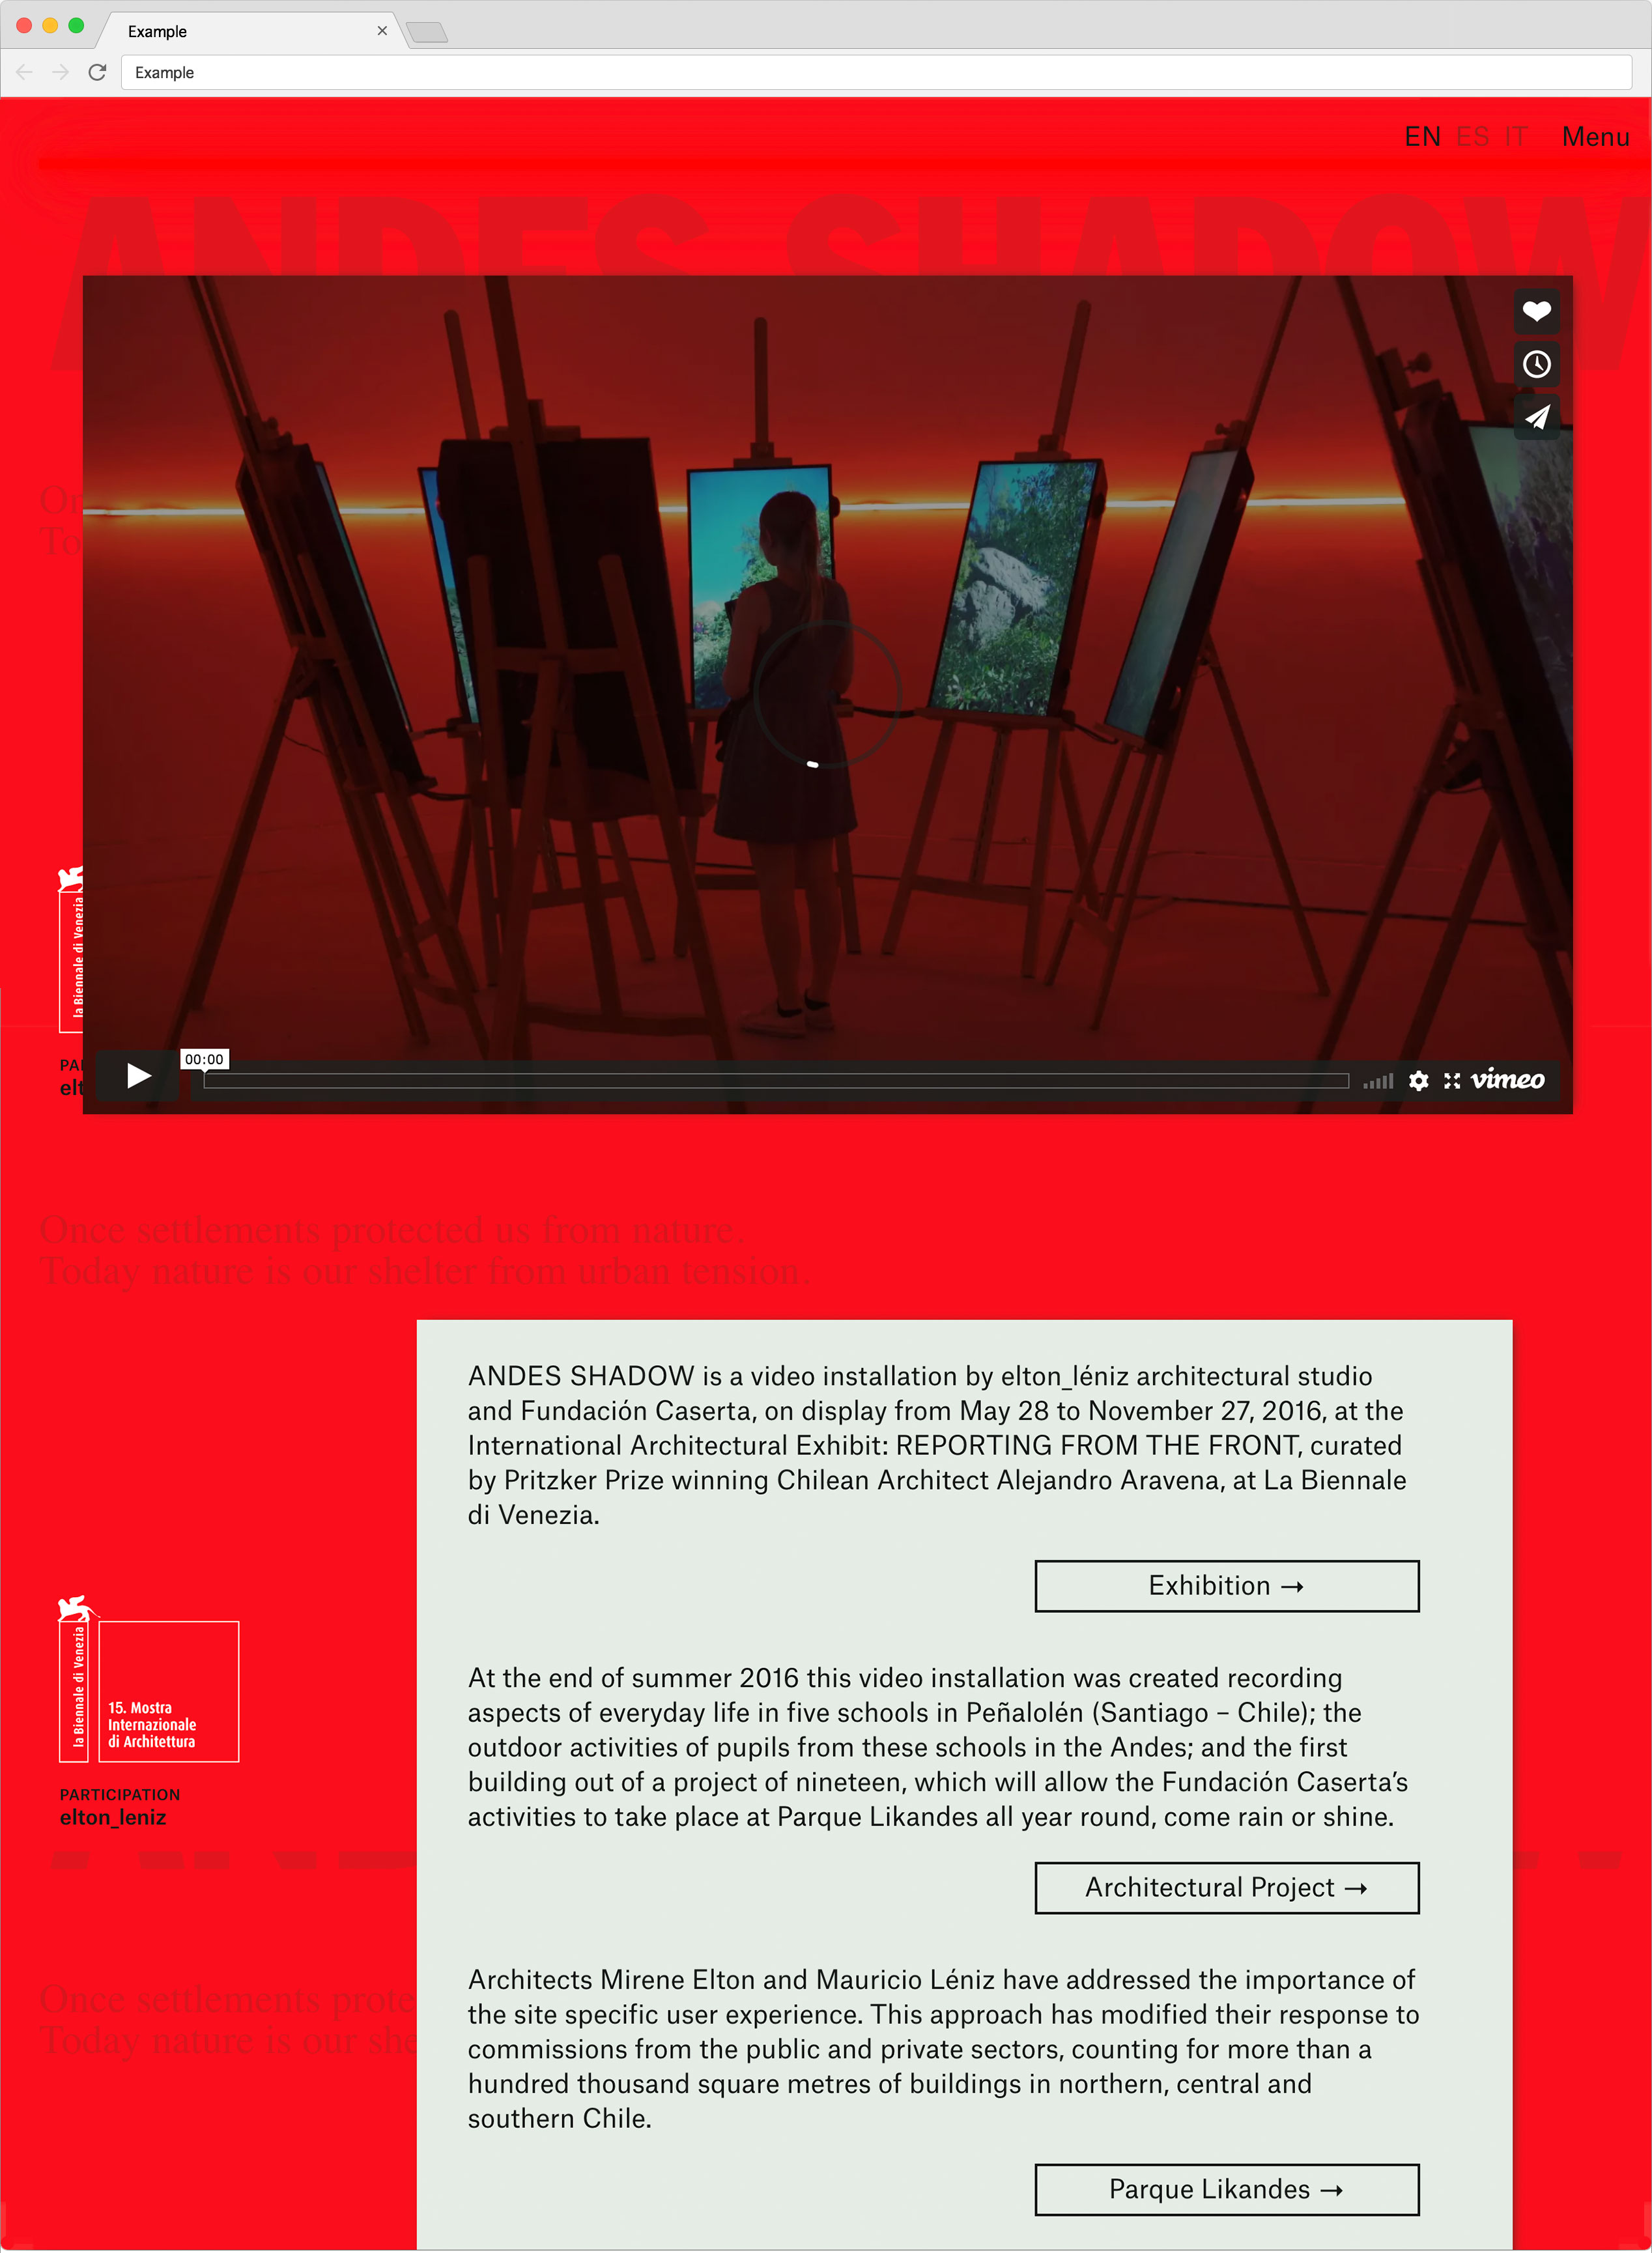 Example
Example
EN ES IT Menu
ANDES SHADOW
On
To
la Biennale di Venezia
PAI
elt
00:00
vimeo
Once settlements protected us from nature.
Today nature is our shelter from urban tension.
ANDES SHADOW is a video installation by elton_léniz architectural studio
and Fundación Caserta, on display from May 28 to November 27, 2016, at the
International Architectural Exhibit: REPORTING FROM THE FRONT, curated
by Pritzker Prize winning Chilean Architect Alejandro Aravena, at La Biennale
di Venezia.
Exhibition →
la Biennale di Venezia
15. Mostra
Internazionale
di Architettura
PARTICIPATION
elton_leniz
At the end of summer 2016 this video installation was created recording
aspects of everyday life in five schools in Peñalolén (Santiago – Chile); the
outdoor activities of pupils from these schools in the Andes; and the first
building out of a project of nineteen, which will allow the Fundación Caserta’s
activities to take place at Parque Likandes all year round, come rain or shine.
Architectural Project →
Once settlements prote
Today nature is our she
Architects Mirene Elton and Mauricio Léniz have addressed the importance of
the site specific user experience. This approach has modified their response to
commissions from the public and private sectors, counting for more than a
hundred thousand square metres of buildings in northern, central and
southern Chile.
Parque Likandes →